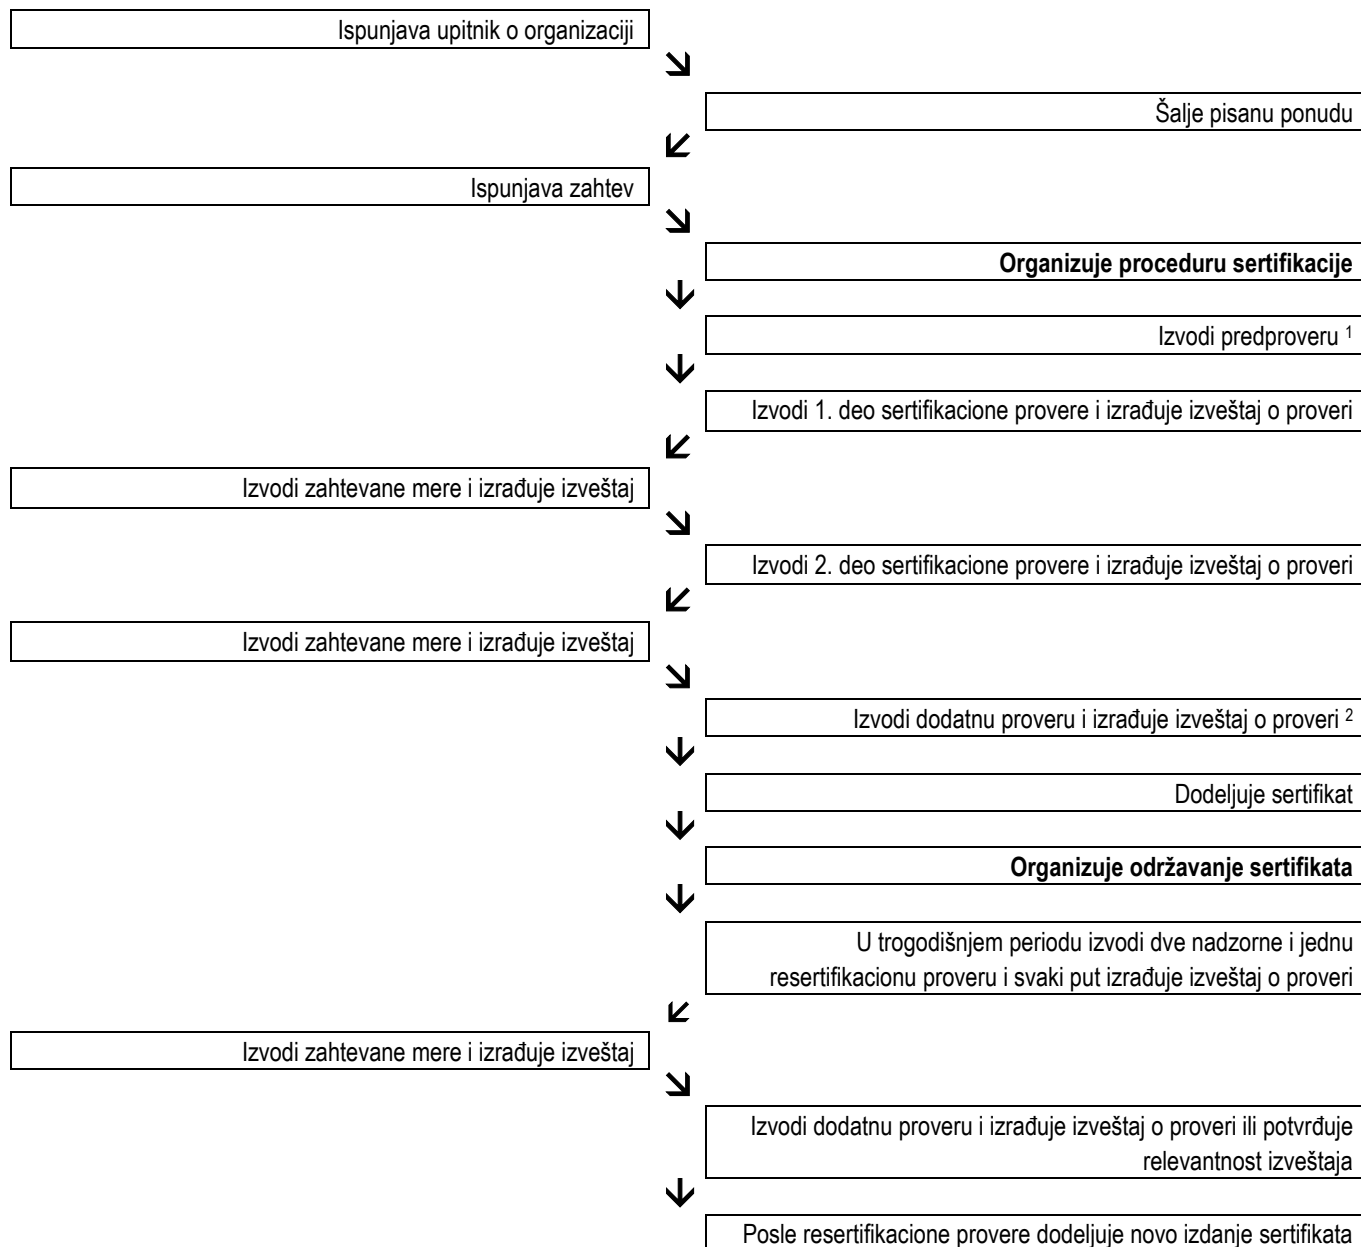 Ispunjava upitnik o organizaciji
Šalje pisanu ponudu
Ispunjava zahtev
Organizuje proceduru sertifikacije
Izvodi predproveru 1
Izvodi 1. deo sertifikacione provere i izrađuje izveštaj o proveri
Izvodi zahtevane mere i izrađuje izveštaj
Izvodi 2. deo sertifikacione provere i izrađuje izveštaj o proveri
Izvodi zahtevane mere i izrađuje izveštaj
Izvodi dodatnu proveru i izrađuje izveštaj o proveri 2
Dodeljuje sertifikat
Organizuje održavanje sertifikata
U trogodišnjem periodu izvodi dve nadzorne i jednu
resertifikacionu proveru i svaki put izrađuje izveštaj o proveri
Izvodi zahtevane mere i izrađuje izveštaj
Izvodi dodatnu proveru i izrađuje izveštaj o proveri ili potvrđuje
relevantnost izveštaja
Posle resertifikacione provere dodeljuje novo izdanje sertifikata